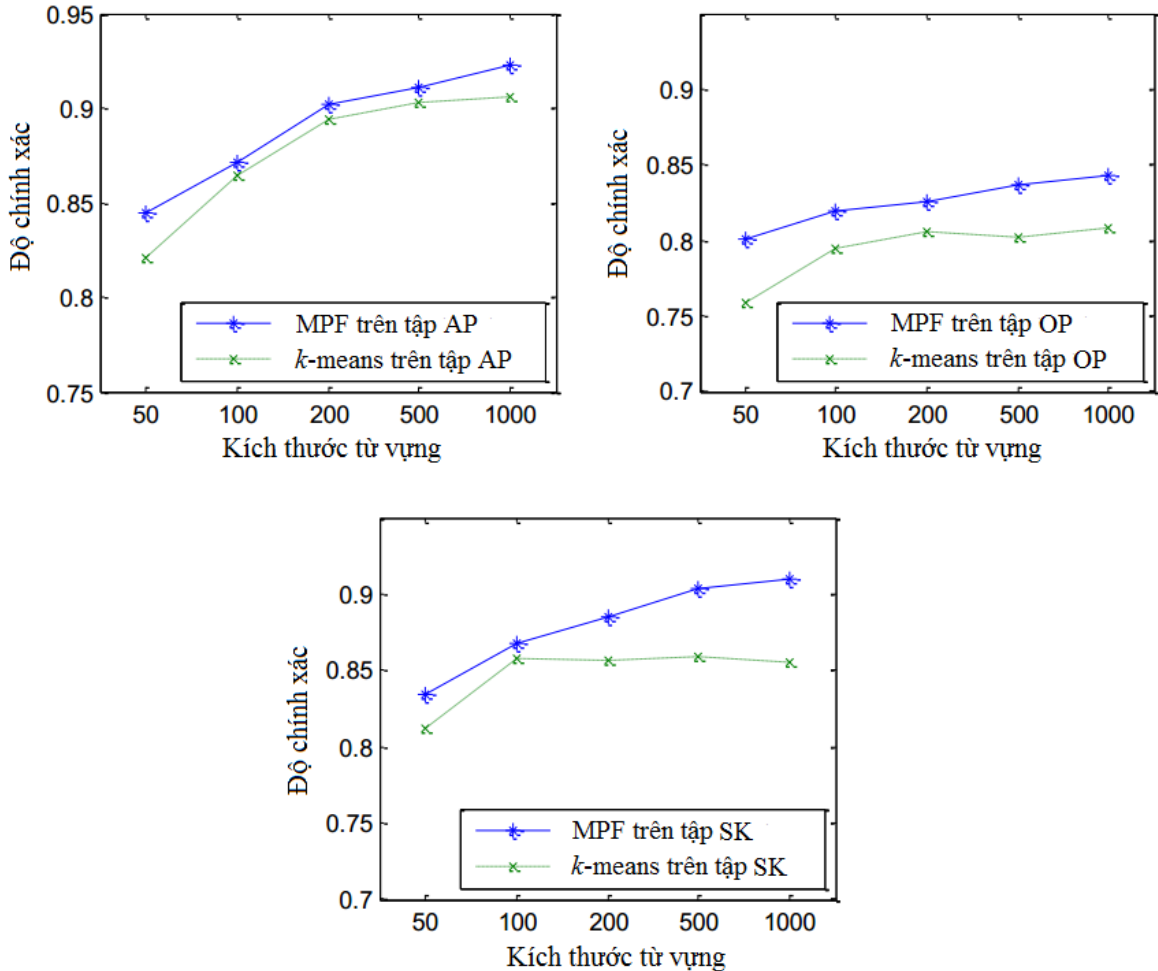 0.95
0.9
0.85
0.8
0.75
Độ chính xác
MPF trên tập AP
k-means trên tập AP
50 100 200 500 1000
Kích thước từ vựng
0.9
0.85
0.8
0.75
0.7
Độ chính xác
MPF trên tập OP
k-means trên tập OP
50 100 200 500 1000
Kích thước từ vựng
0.9
0.85
0.8
0.75
0.7
Độ chính xác
MPF trên tập SK
k-means trên tập SK
50 100 200 500 1000
Kích thước từ vựng